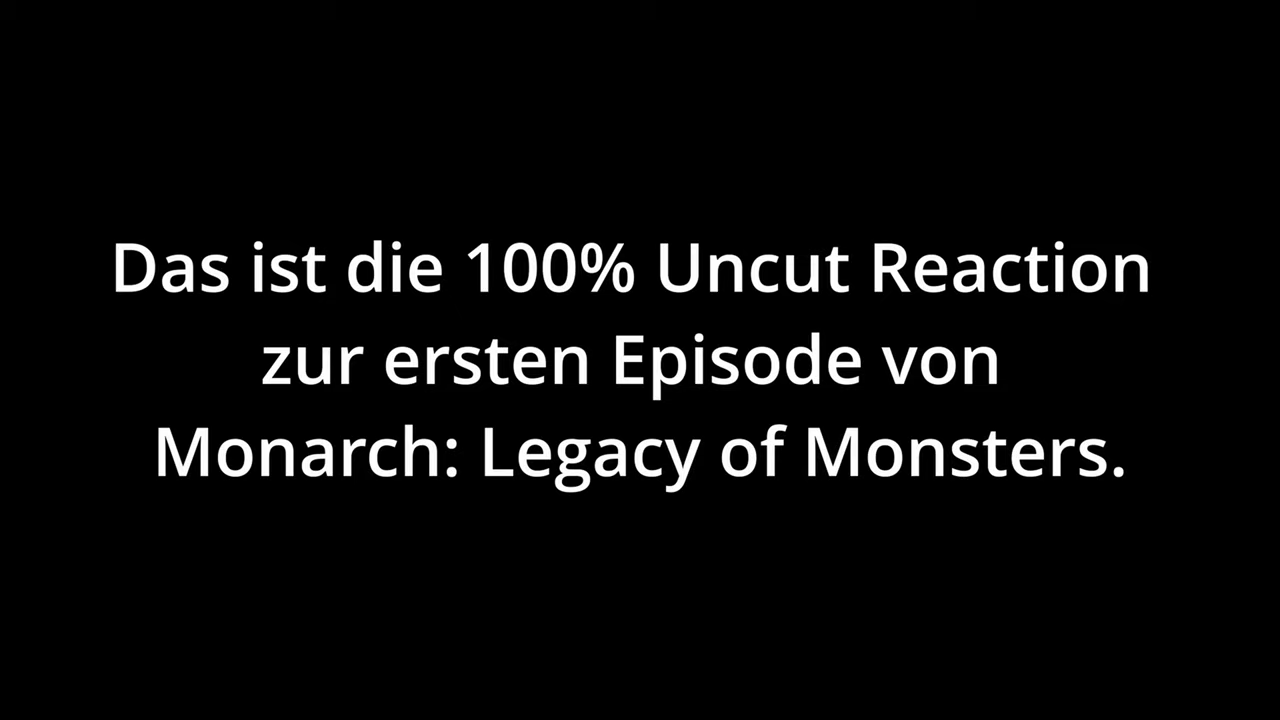 Das ist die 100% Uncut Reaction
zur ersten Episode von
Monarch: Legacy of Monsters.